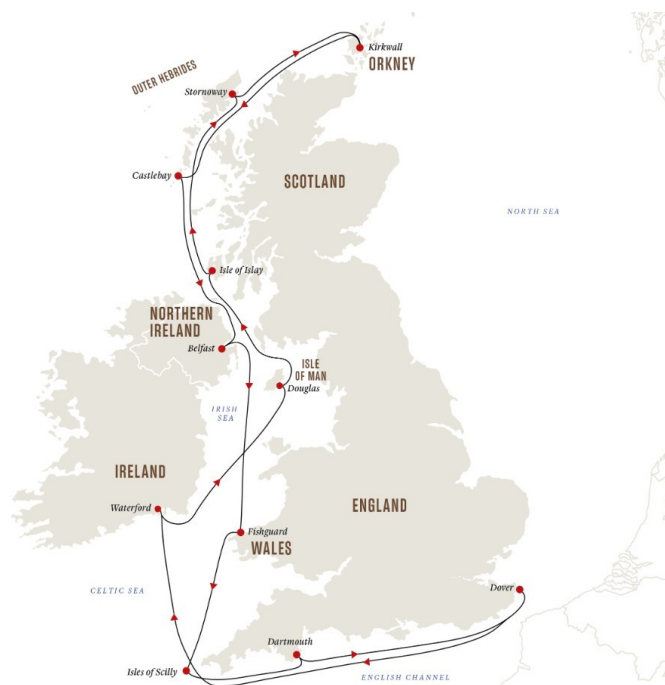 Kirkwall
ORKNEY
OUTER HEBRIDES
Stornoway
Castlebay
SCOTLAND
NORTH SEA
Isle of Islay
NORTHERN
IRELAND
Belfast
ISLE
OF MAN
Douglas
IRISH
SEA
IRELAND
Waterford
ENGLAND
Fishguard
WALES
CELTIC SEA
Dover
Dartmouth
Isles of Scilly
ENGLISH CHANNEL